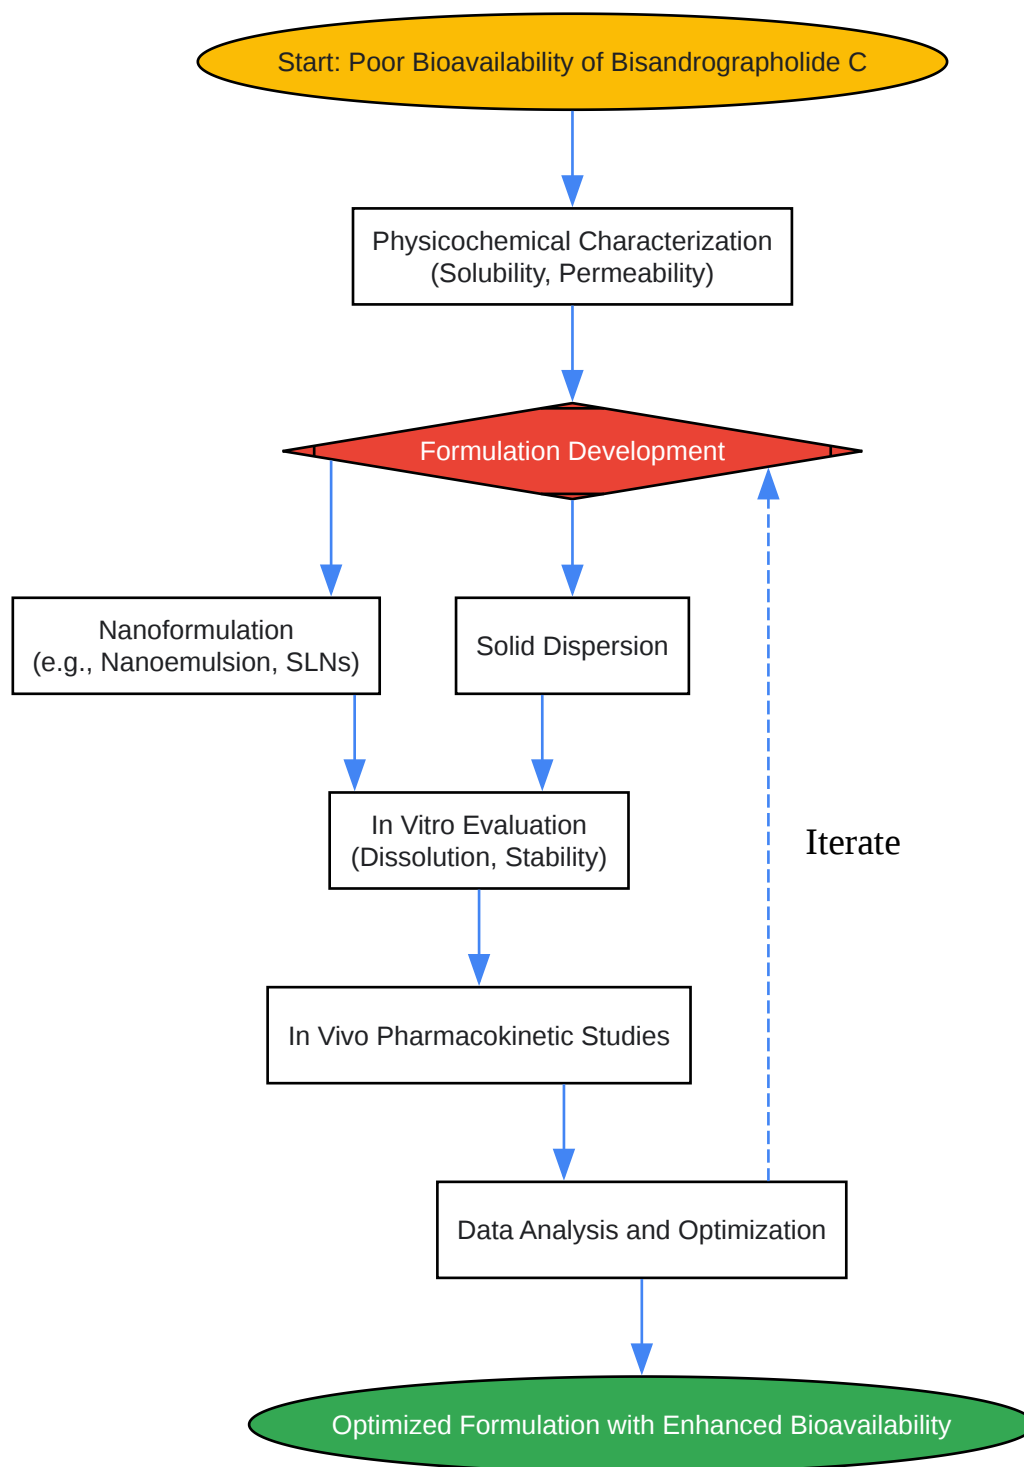 Start: Poor Bioavailability of Bisandrographolide C
Physicochemical Characterization
(Solubility, Permeability)
Formulation Development
Nanoformulation
(e.g., Nanoemulsion, SLNs)
Solid Dispersion
In Vitro Evaluation
(Dissolution, Stability)
Iterate
In Vivo Pharmacokinetic Studies
Data Analysis and Optimization
Optimized Formulation with Enhanced Bioavailability